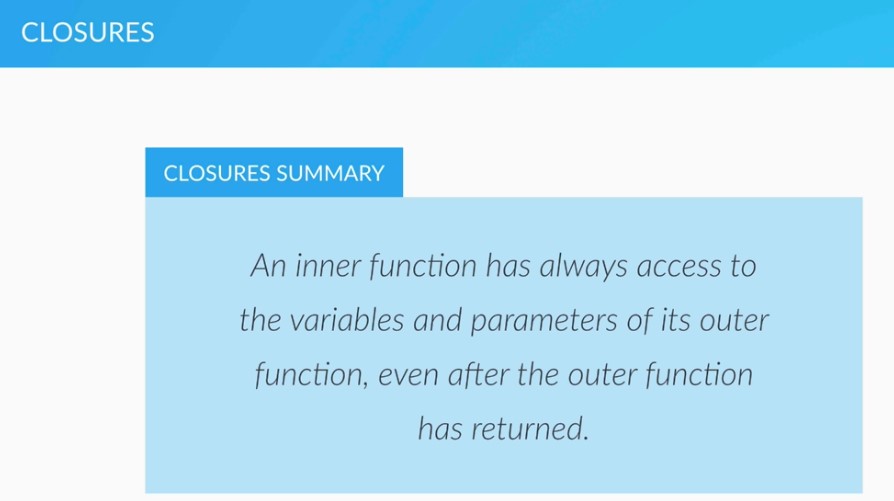 CLOSURES
CLOSURES SUMMARY
An inner function has always access to
the variables and parameters of its outer
function, even after the outer function
has returned.